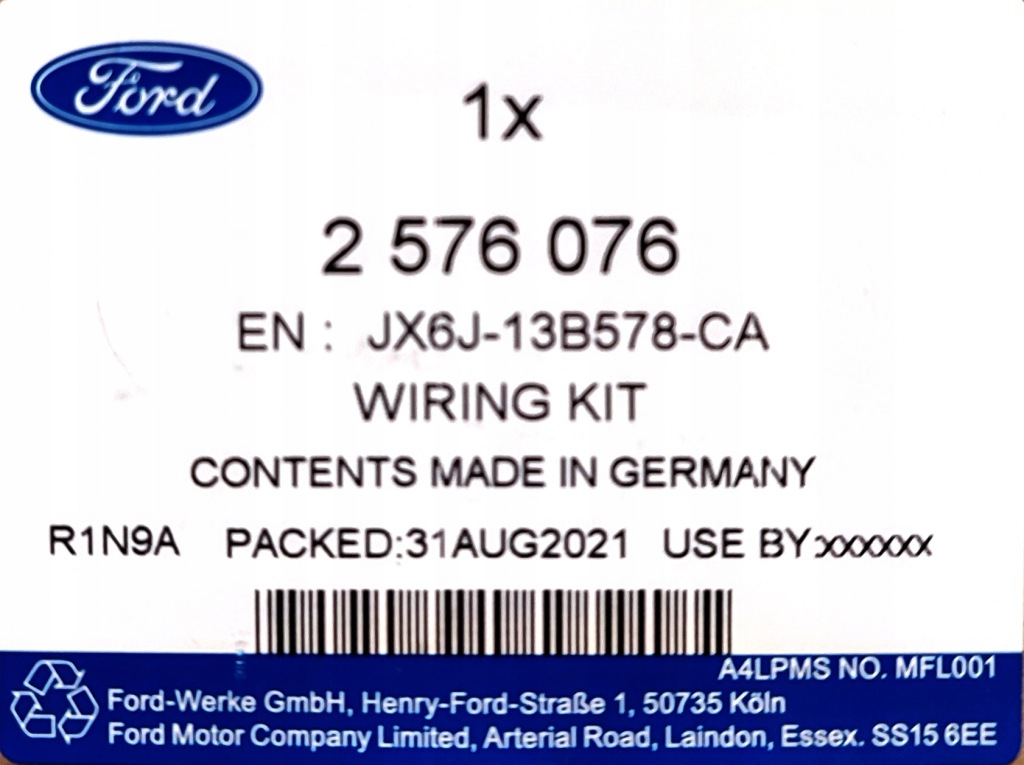 Ford
1x
2 576 076
EN : JX6J-13B578-CA
WIRING KIT
CONTENTS MADE IN GERMANY
R1N9A PACKED:31AUG2021 USE BY:xxxxxx
A4LPMS NO. MFL001
Ford-Werke GmbH, Henry-Ford-Straße 1, 50735 Köln
Ford Motor Company Limited, Arterial Road, Laindon, Essex. SS15 6EE